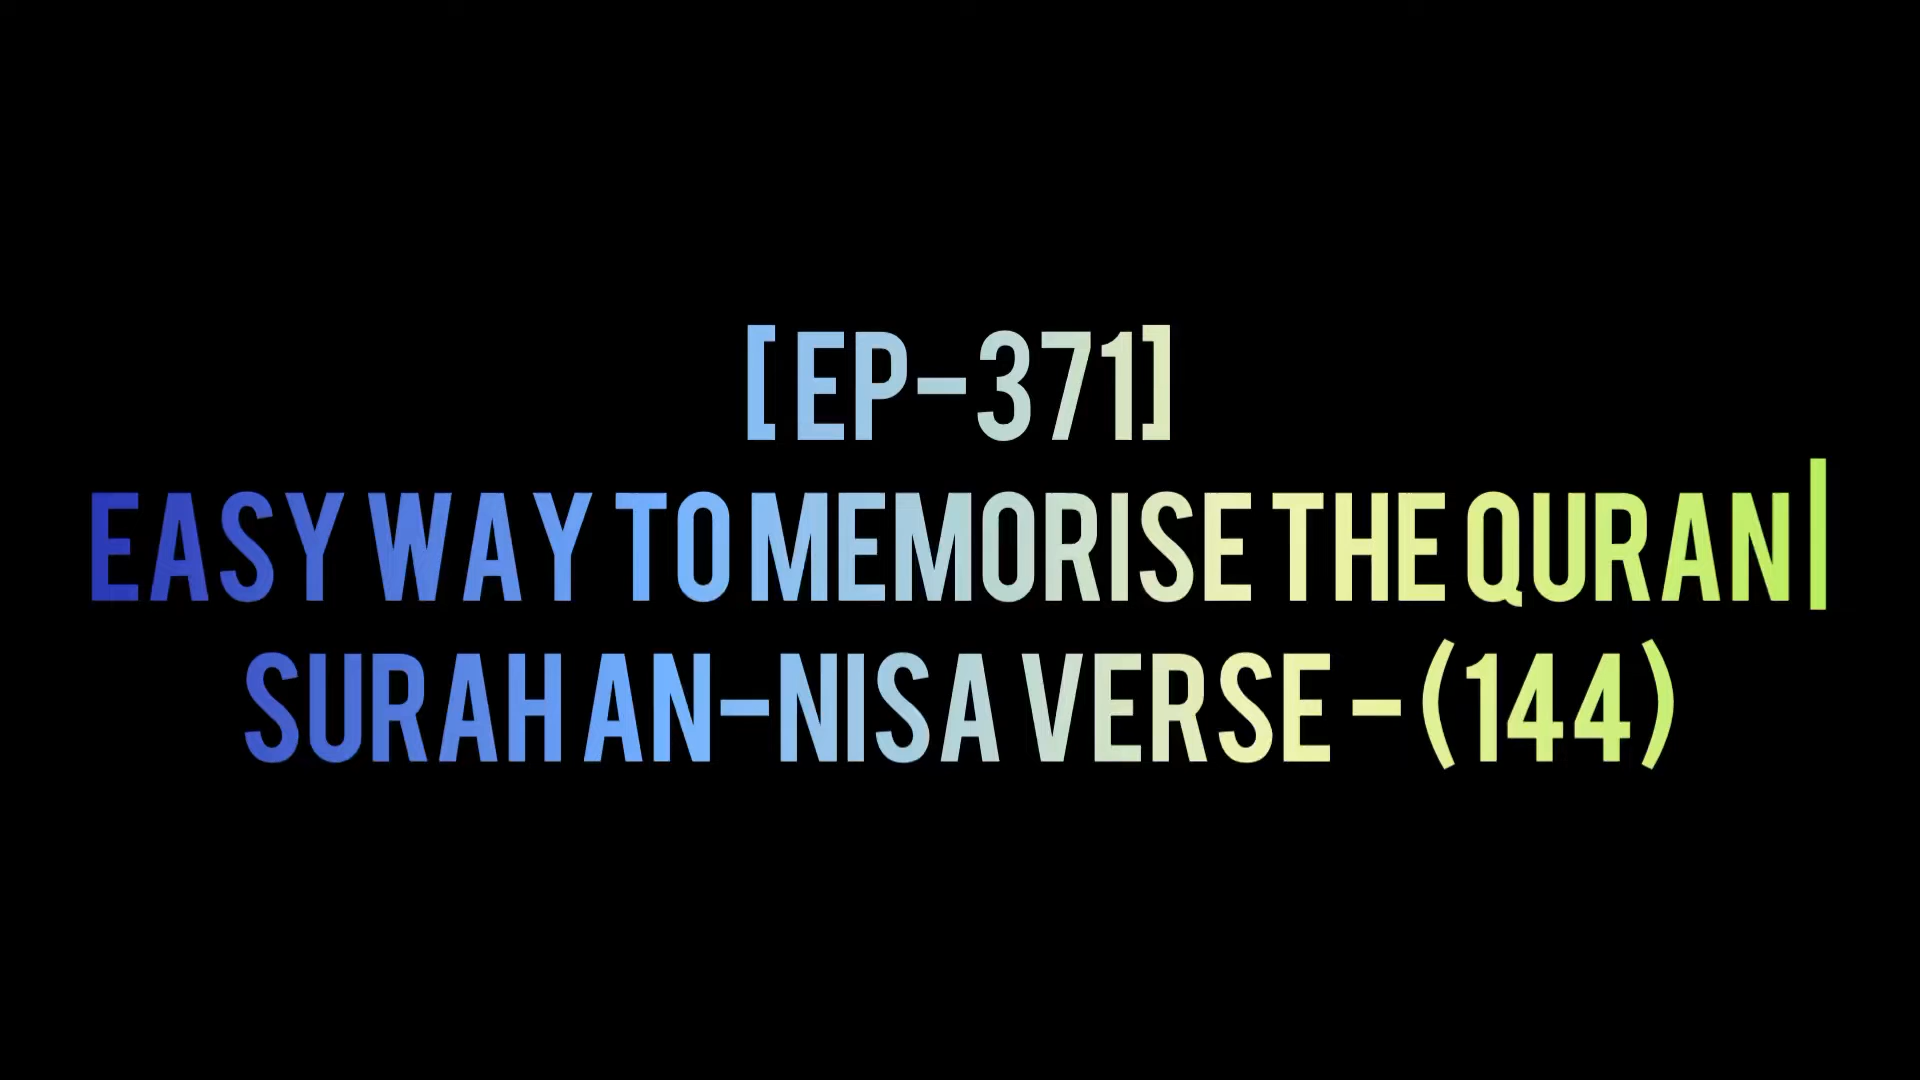 [EP-371]
EASY WAY TO MEMORISE THE QURAN|
SURAH AN-NISA VERSE - (144)